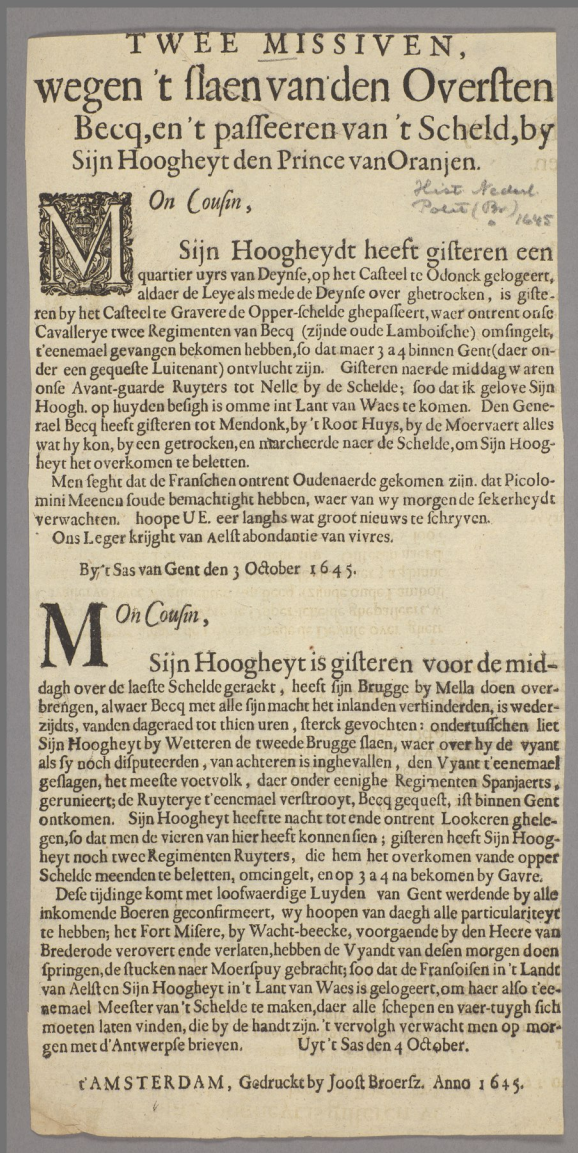 TWEE MISSIVEN,
wegen 't slaen van den Oversten
Becq, en 't passeeren van 't Scheld, by
Sijn Hoogheyt den Prince van Oranjen.
Hist. Nederl.
1645
MOn Cousin,
Sijn Hoogheydt heeft gisteren een
quartier uyrs van Deynse, op het Casteel te Odonck gelogeert,
aldaer de Leye als mede de Deynse over ghetrocken, is giste-
ren by het Casteel te Gravere de Opper-schelde ghepasseert, waer ontrent onse
Cavallerye twee Regimenten van Becq (zijnde oude Lamboische) omsingelt,
t'eenemael gevangen bekomen hebben, so dat maer 3 a 4 binnen Gent (daer on-
der een gequeste Luitenant) ontvlucht zijn. Gisteren naerde middag waren
onse Avant-guarde Ruyters tot Nelle by de Schelde; soo dat ik gelove Sijn
Hoogh. op huyden besigh is omme int Lant van Waes te komen. Den Gene-
rael Becq heeft gisteren tot Mendonk, by 't Root Huys, by de Moervaert alles
wat hy kon, by een getrocken, en marcheerde naer de Schelde, om Sijn Hoog-
heyt het overkomen te beletten.
Men seght dat de Franschen ontrent Oudenaerde gekomen zijn. dat Picolo-
mini Meenen soude bemachtight hebben, waer van wy morgen de sekerheydt
verwachten. hoope U E. eer langhs wat groot nieuws te schryven.
Ons Leger krijght van Aelst abondantie van vivres.
By 't Sas van Gent den 3 October 1645.
MOn Cousin,
Sijn Hoogheyt is gisteren voor de mid-
dagh over de laeste Schelde geraekt, heeft sijn Brugge by Mella doen over-
brengen, alwaer Becq met alle sijn macht het inlanden verhinderden, is weder-
zijdts, vanden dageraed tot thien uren, sterck gevochten: ondertusschen liet
Sijn Hoogheyt by Wetteren de tweede Brugge slaen, waer over hy de vyant
als sy noch disputeerden, van achteren is inghevallen, den Vyant t'eenemael
geslagen, het meeste voetvolk, daer onder eenighe Regimenten Spanjaerts,
gerunieert; de Ruyterye t'eenemael verstrooyt, Becq gequest, ist binnen Gent
ontkomen. Sijn Hoogheyt heeft te nacht tot ende ontrent Lookeren ghele-
gen, so dat men de vieren van hier heeft konnen sien; gisteren heeft Sijn Hoog-
heyt noch twee Regimenten Ruyters, die hem het overkomen vande opper
Schelde meenden te beletten, omcingelt, en op 3 a 4 na bekomen by Gavre.
Dese tijdinge komt met loofwaerdige Luyden van Gent werdende by alle
inkomende Boeren geconfirmeert, wy hoopen van daegh alle particulariteyt
te hebben; het Fort Misere, by Wacht-beecke, voorgaende by den Heere van
Brederode verovert ende verlaten, hebben de Vyandt van desen morgen doen
springen, de stucken naer Moerspuy gebracht; soo dat de Fransoisen in 't Landt
van Aelst en Sijn Hoogheyt in 't Lant van Waes is gelogeert, om haer also t'ee-
nemael Meester van 't Schelde te maken, daer alle schepen en vaer-tuygh sich
moeten laten vinden, die by de handt zijn. 't vervolgh verwacht men op mor-
gen met d'Antwerpse brieven. Uyt 't Sas den 4 October.
t'AMSTERDAM, Gedruckt by Joost Broersz. Anno 1645.